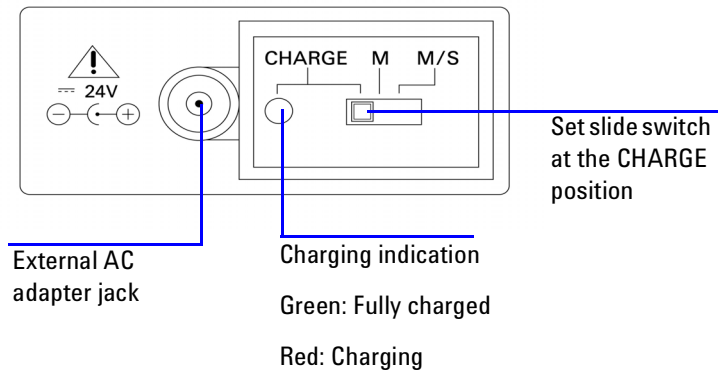 CHARGE M M/S
24V
Set slide switch
at the CHARGE
position
External AC
adapter jack
Charging indication
Green: Fully charged
Red: Charging